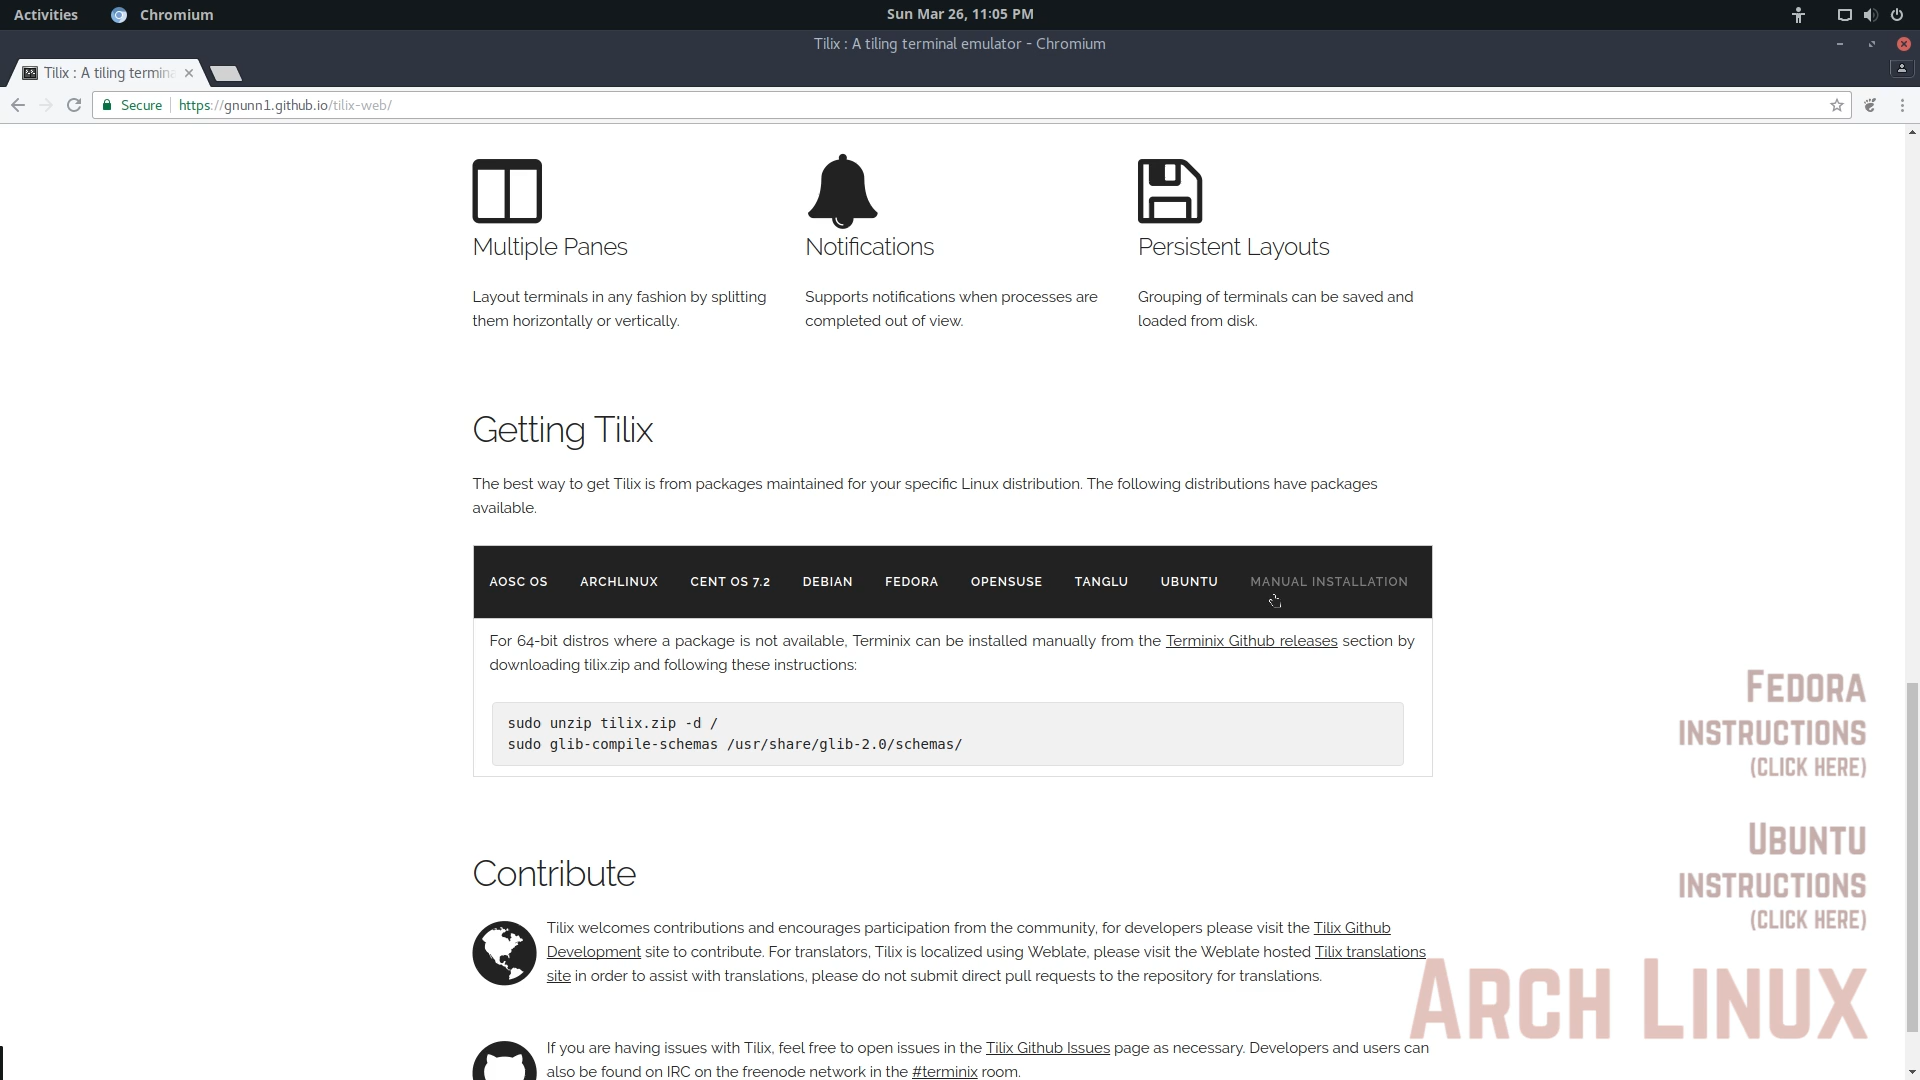 Activities Chromium Sun Mar 26, 11:05 PM
Tilix : A tiling terminal emulator - Chromium
Tilix : A tiling termina
Secure https://gnunn1.github.io/tilix-web/
Multiple Panes
Layout terminals in any fashion by splitting
them horizontally or vertically.
Notifications
Supports notifications when processes are
completed out of view.
Persistent Layouts
Grouping of terminals can be saved and
loaded from disk.
Getting Tilix
The best way to get Tilix is from packages maintained for your specific Linux distribution. The following distributions have packages
available.
AOSC OS ARCHLINUX CENT OS 7.2 DEBIAN FEDORA OPENSUSE TANGLU UBUNTU MANUAL INSTALLATION
For 64-bit distros where a package is not available, Terminix can be installed manually from the Terminix Github releases section by
downloading tilix.zip and following these instructions:
sudo unzip tilix.zip -d /
sudo glib-compile-schemas /usr/share/glib-2.0/schemas/
Contribute
Tilix welcomes contributions and encourages participation from the community, for developers please visit the Tilix Github
Development site to contribute. For translators, Tilix is localized using Weblate, please visit the Weblate hosted Tilix translations
site in order to assist with translations, please do not submit direct pull requests to the repository for translations.
If you are having issues with Tilix, feel free to open issues in the Tilix Github Issues page as necessary. Developers and users can
also be found on IRC on the freenode network in the #terminix room.
FEDORA
INSTRUCTIONS
(CLICK HERE)
UBUNTU
INSTRUCTIONS
(CLICK HERE)
ARCH LINUX